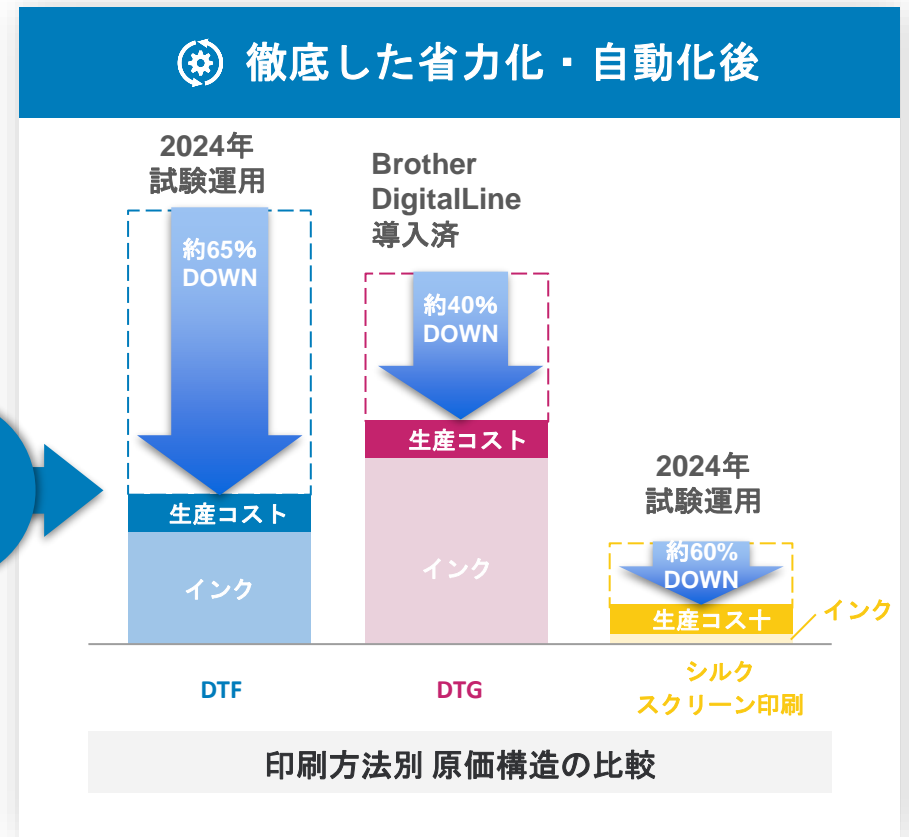 徹底した省力化・自動化後
2024年
試験運用
約65%
DOWN
生産コスト
インク
DTF
Brother
DigitalLine
導入済
約40%
DOWN
生産コスト
インク
DTG
2024年
試験運用
約60%
DOWN
生産コスト
インク
シルク
スクリーン印刷
印刷方法別 原価構造の比較